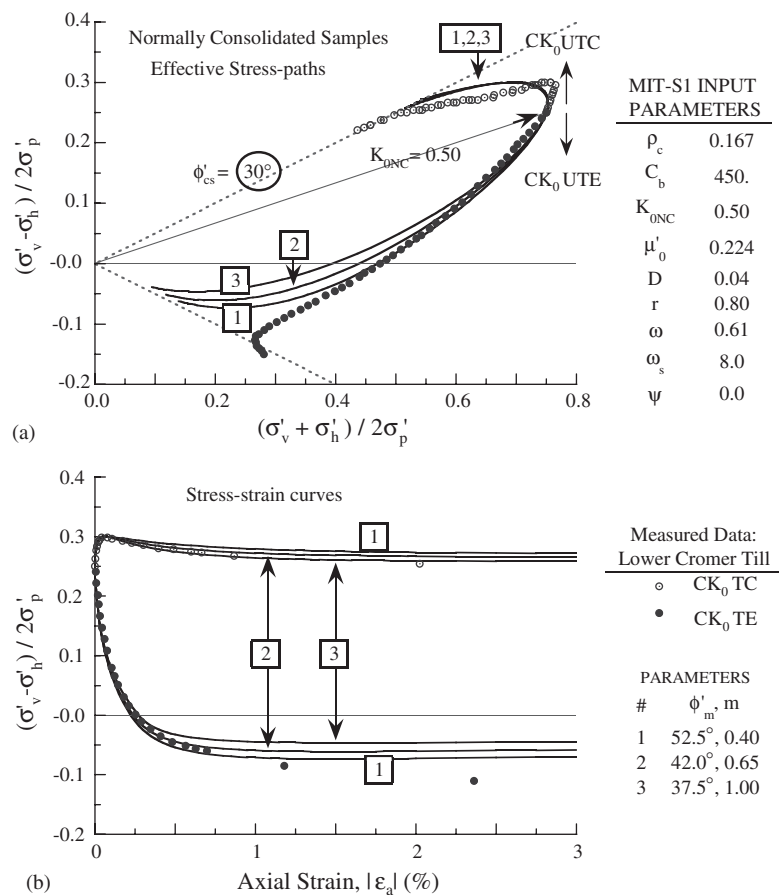 Normally Consolidated Samples
Effective Stress-paths
1,2,3
CK₀UTC
ϕ'cs = 30°
K₀NC = 0.50
CK₀UTE
2
3
1
0.4
0.3
0.2
0.1
-0.0
-0.1
-0.2
(σ'v-σ'h) / 2σ'p
0.0
0.2
0.4
0.6
0.8
(a)
(σ'v + σ'h) / 2σ'p
MIT-S1 INPUT
PARAMETERS
ρc 0.167
Cb 450.
K₀NC 0.50
μ'₀ 0.224
D 0.04
r 0.80
ω 0.61
ωs 8.0
ψ 0.0
Stress-strain curves
1
2
3
1
0.4
0.3
0.2
0.1
-0.0
-0.1
-0.2
(σ'v-σ'h) / 2σ'p
0
1
2
3
(b)
Axial Strain, |εa| (%)
Measured Data:
Lower Cromer Till
CK₀TC
CK₀TE
PARAMETERS
# ϕ'm, m
1 52.5°, 0.40
2 42.0°, 0.65
3 37.5°, 1.00